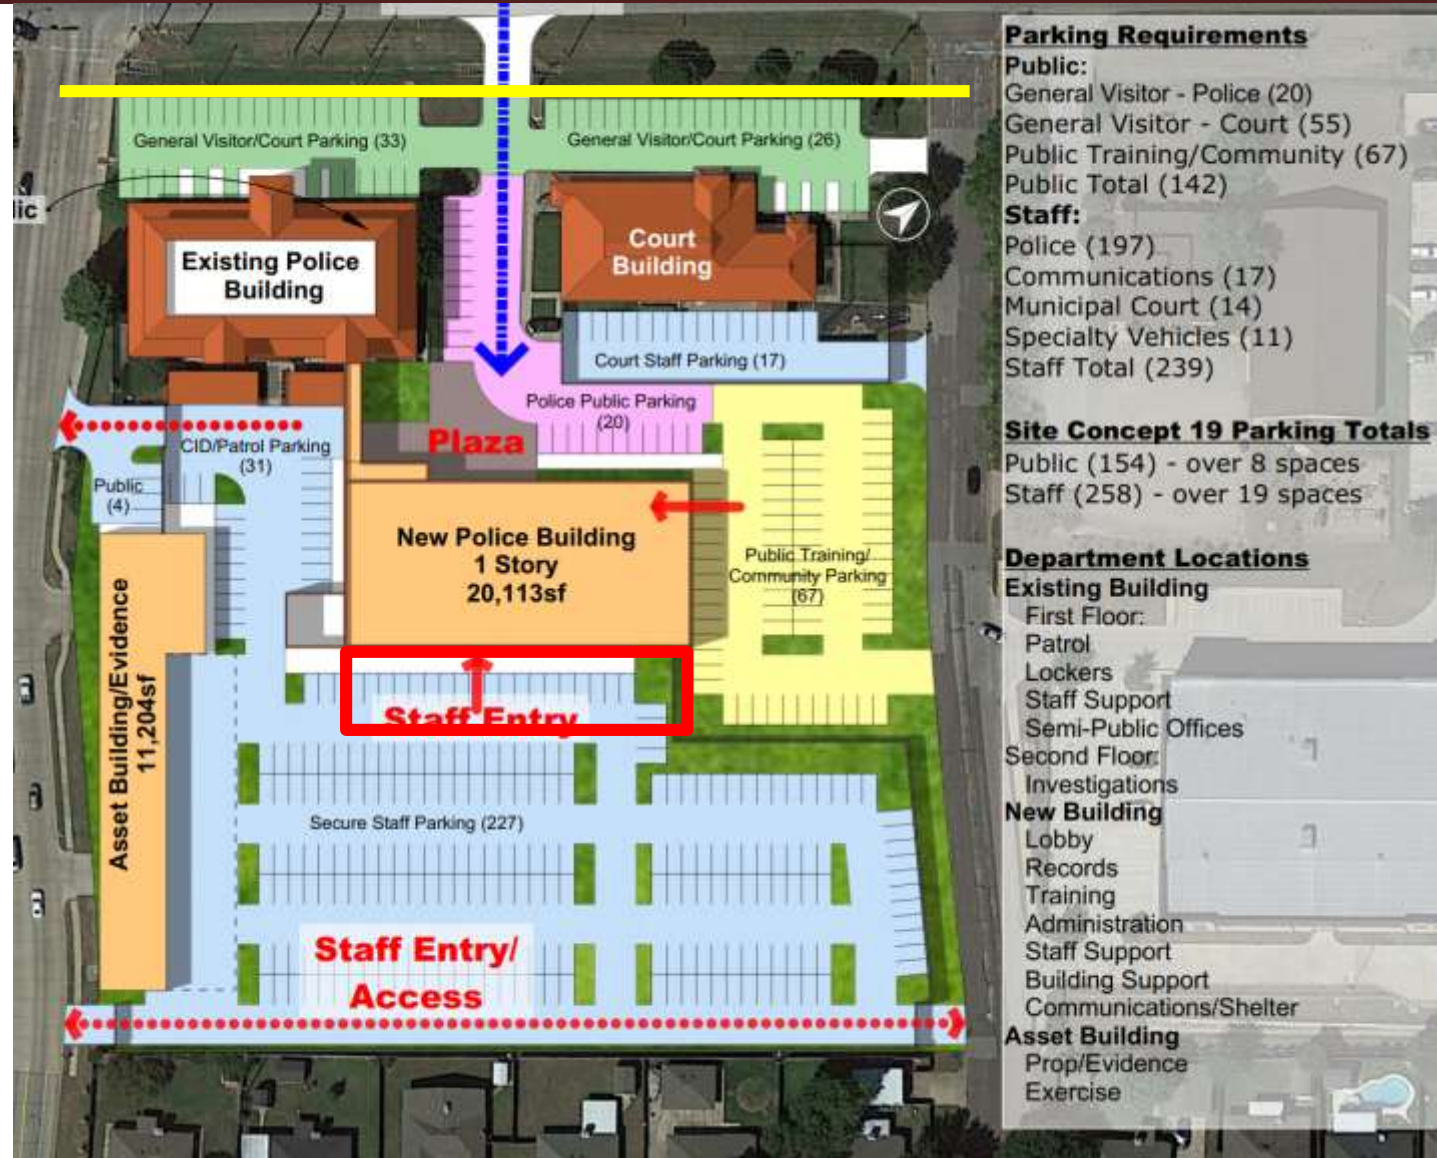 General Visitor/Court Parking (33)
General Visitor/Court Parking (26)
lic
Existing Police
Building
Court
Building
Court Staff Parking (17)
Police Public Parking
(20)
Plaza
CID/Patrol Parking
(31)
Public
(4)
New Police Building
1 Story
20,113sf
Public Training/
Community Parking
(67)
Asset Building/Evidence
11,204sf
Staff Entry
Secure Staff Parking (227)
Staff Entry/
Access
Parking Requirements
Public:
General Visitor - Police (20)
General Visitor - Court (55)
Public Training/Community (67)
Public Total (142)
Staff:
Police (197)
Communications (17)
Municipal Court (14)
Specialty Vehicles (11)
Staff Total (239)
Site Concept 19 Parking Totals
Public (154) - over 8 spaces
Staff (258) - over 19 spaces
Department Locations
Existing Building
First Floor:
Patrol
Lockers
Staff Support
Semi-Public Offices
Second Floor:
Investigations
New Building
Lobby
Records
Training
Administration
Staff Support
Building Support
Communications/Shelter
Asset Building
Prop/Evidence
Exercise